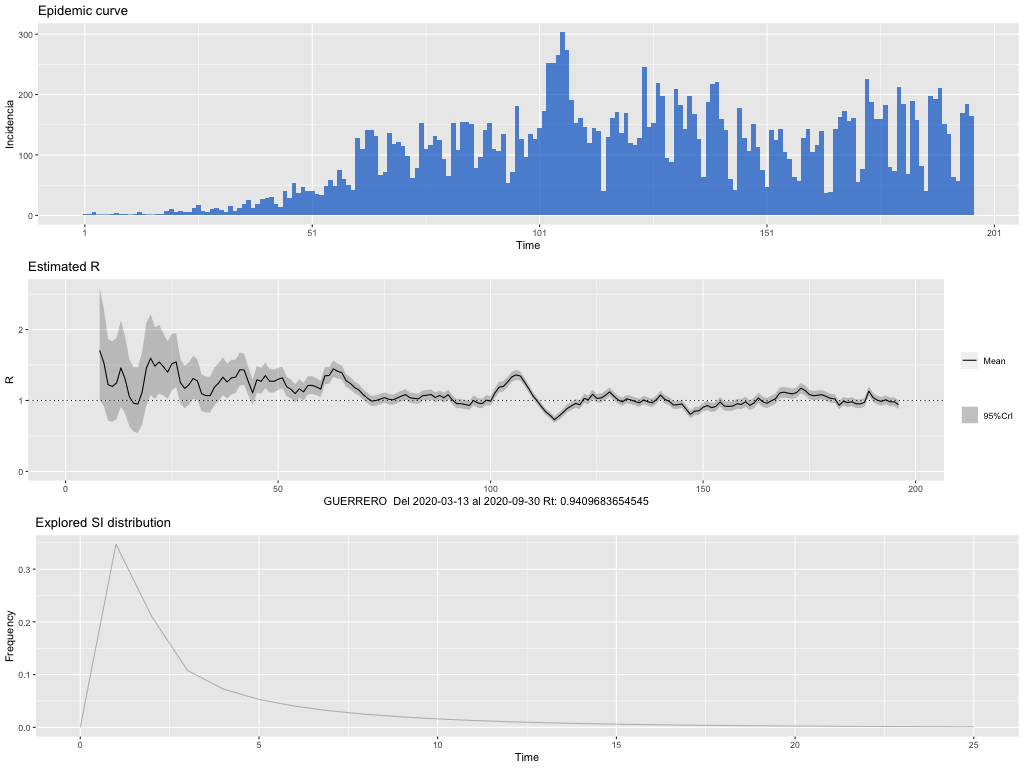 Epidemic curve
300
200
100
0
Incidencia
1 51 101 151 201
Time
Estimated R
2
1
0
R
Mean
95%CrI
0 50 100 150 200
GUERRERO Del 2020-03-13 al 2020-09-30 Rt: 0.9409683654545
Explored SI distribution
0.3
0.2
0.1
0.0
Frequency
0 5 10 15 20 25
Time